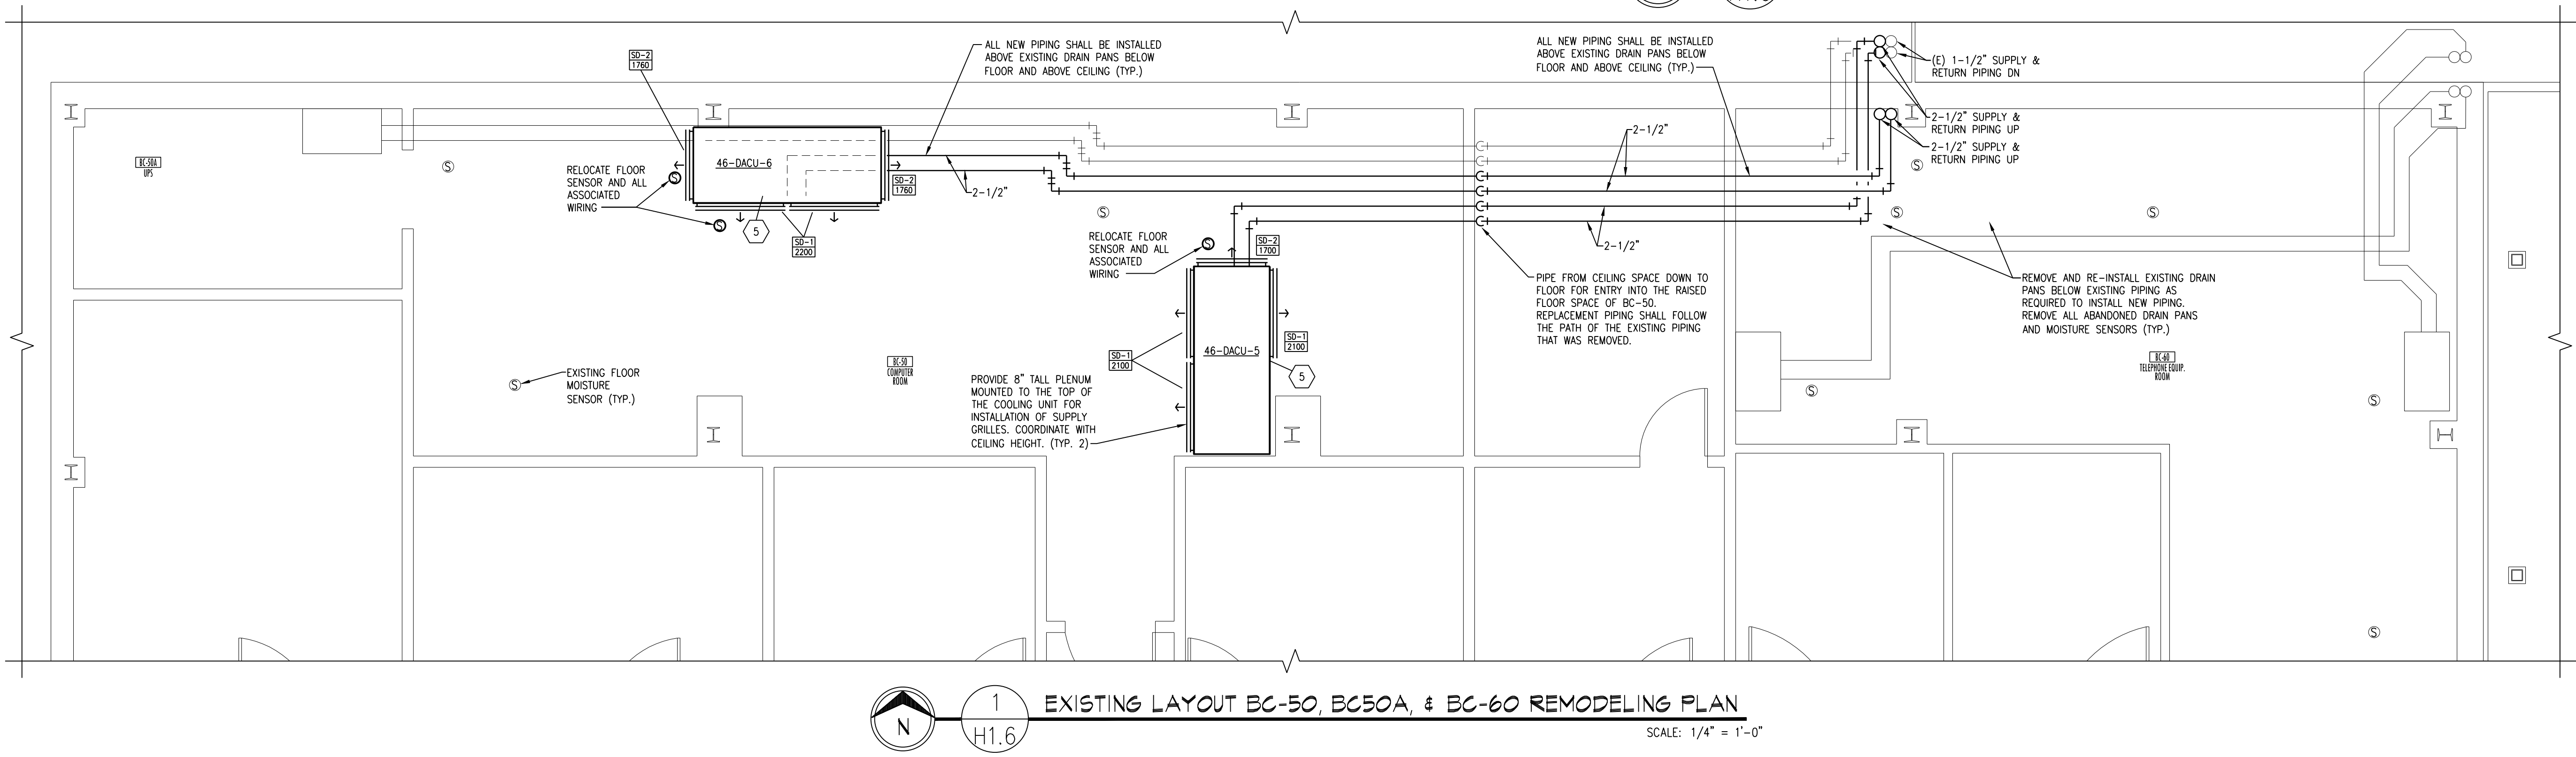 SD-2
1760
ALL NEW PIPING SHALL BE INSTALLED
ABOVE EXISTING DRAIN PANS BELOW
FLOOR AND ABOVE CEILING (TYP.)
ALL NEW PIPING SHALL BE INSTALLED
ABOVE EXISTING DRAIN PANS BELOW
FLOOR AND ABOVE CEILING (TYP.)
(E) 1-1/2" SUPPLY &
RETURN PIPING DN
2-1/2" SUPPLY &
RETURN PIPING UP
2-1/2" SUPPLY &
RETURN PIPING UP
2-1/2"
BC-50A
UPS
S
RELOCATE FLOOR
SENSOR AND ALL
ASSOCIATED
WIRING
S
S
46-DACU-6
5
SD-2
1760
2-1/2"
SD-1
2200
S
S
S
S
RELOCATE FLOOR
SENSOR AND ALL
ASSOCIATED
WIRING
S
SD-2
1700
2-1/2"
PIPE FROM CEILING SPACE DOWN TO
FLOOR FOR ENTRY INTO THE RAISED
FLOOR SPACE OF BC-50.
REPLACEMENT PIPING SHALL FOLLOW
THE PATH OF THE EXISTING PIPING
THAT WAS REMOVED.
REMOVE AND RE-INSTALL EXISTING DRAIN
PANS BELOW EXISTING PIPING AS
REQUIRED TO INSTALL NEW PIPING.
REMOVE ALL ABANDONED DRAIN PANS
AND MOISTURE SENSORS (TYP.)
S
EXISTING FLOOR
MOISTURE
SENSOR (TYP.)
BC-50
COMPUTER
ROOM
PROVIDE 8" TALL PLENUM
MOUNTED TO THE TOP OF
THE COOLING UNIT FOR
INSTALLATION OF SUPPLY
GRILLES. COORDINATE WITH
CEILING HEIGHT. (TYP. 2)
SD-1
2100
46-DACU-5
SD-1
2100
5
BC-60
TELEPHONE EQUIP.
ROOM
S
S
S
N
1
H1.6
EXISTING LAYOUT BC-50, BC50A, & BC-60 REMODELING PLAN
SCALE: 1/4" = 1'-0"